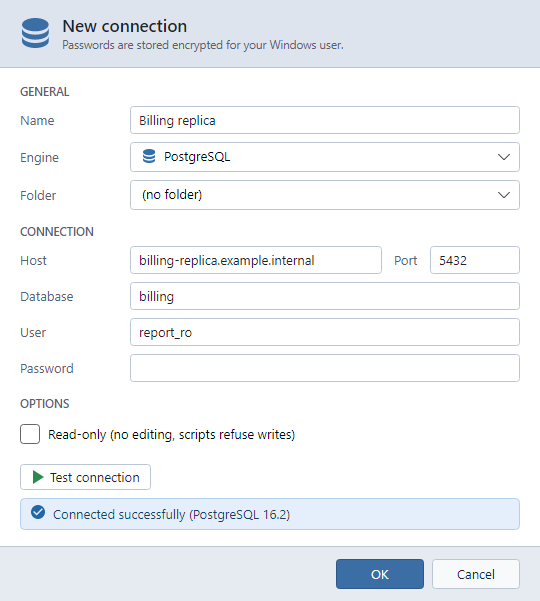 New connection
Passwords are stored encrypted for your Windows user.
GENERAL
Name Billing replica
Engine PostgreSQL
Folder (no folder)
CONNECTION
Host billing-replica.example.internal Port 5432
Database billing
User report_ro
Password
OPTIONS
Read-only (no editing, scripts refuse writes)
Test connection
Connected successfully (PostgreSQL 16.2)
OK Cancel